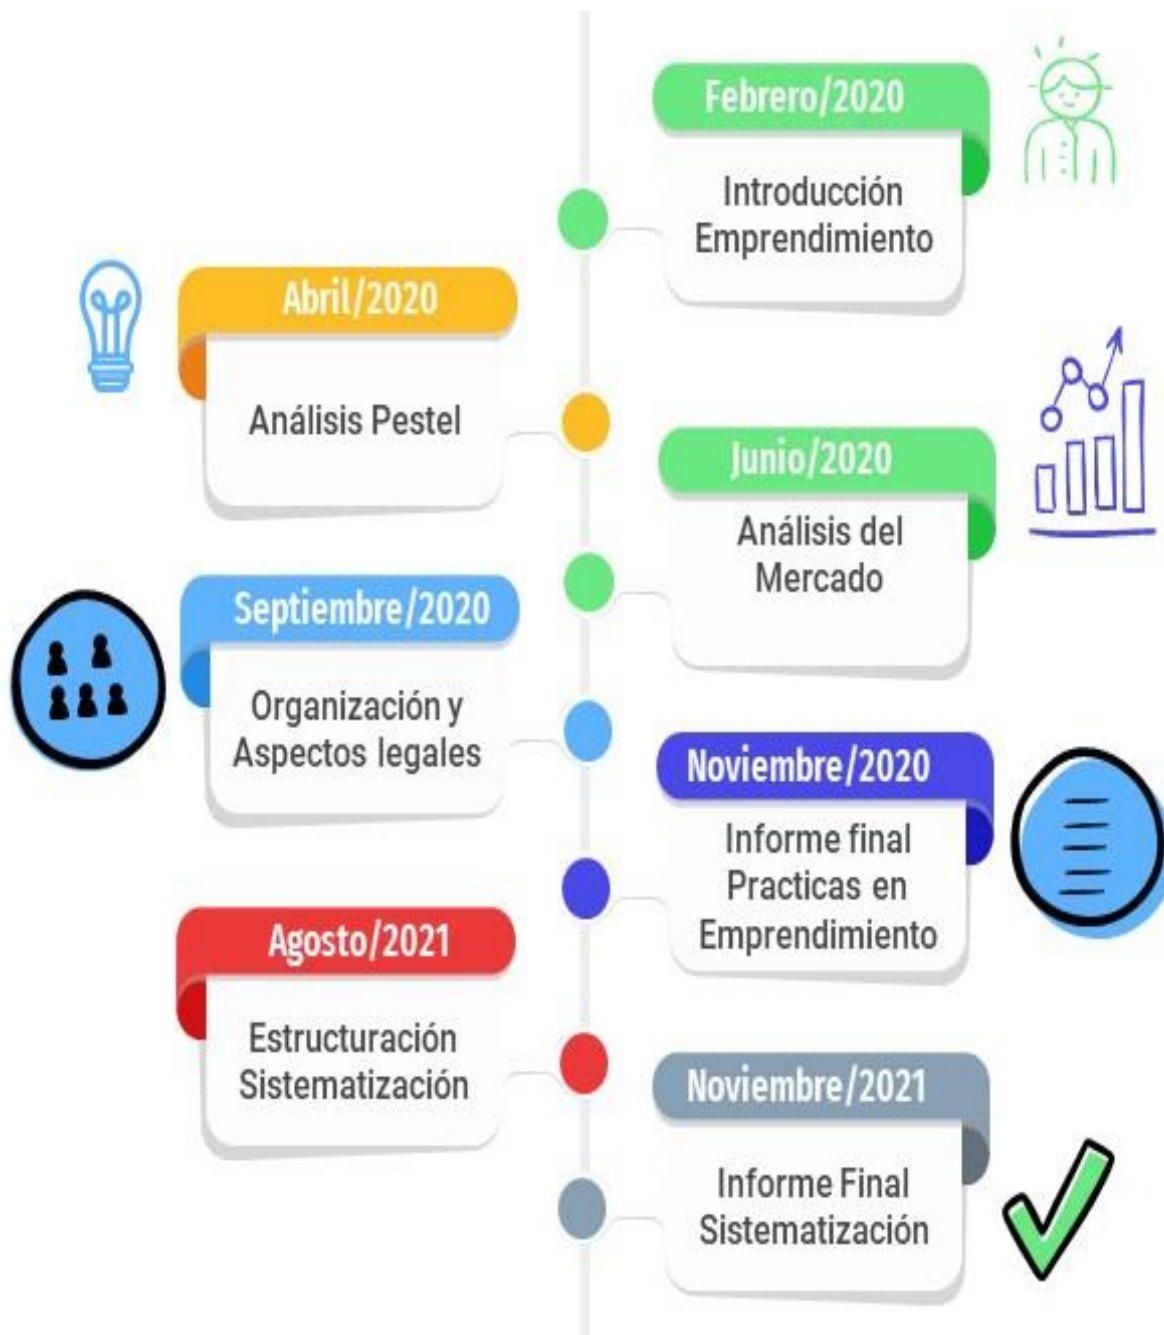 Febrero/2020
Introducción
Emprendimiento
Abril/2020
Análisis Pestel
Junio/2020
Análisis del
Mercado
Septiembre/2020
Organización y
Aspectos legales
Noviembre/2020
Informe final
Practicas en
Emprendimiento
Agosto/2021
Estructuración
Sistematización
Noviembre/2021
Informe Final
Sistematización